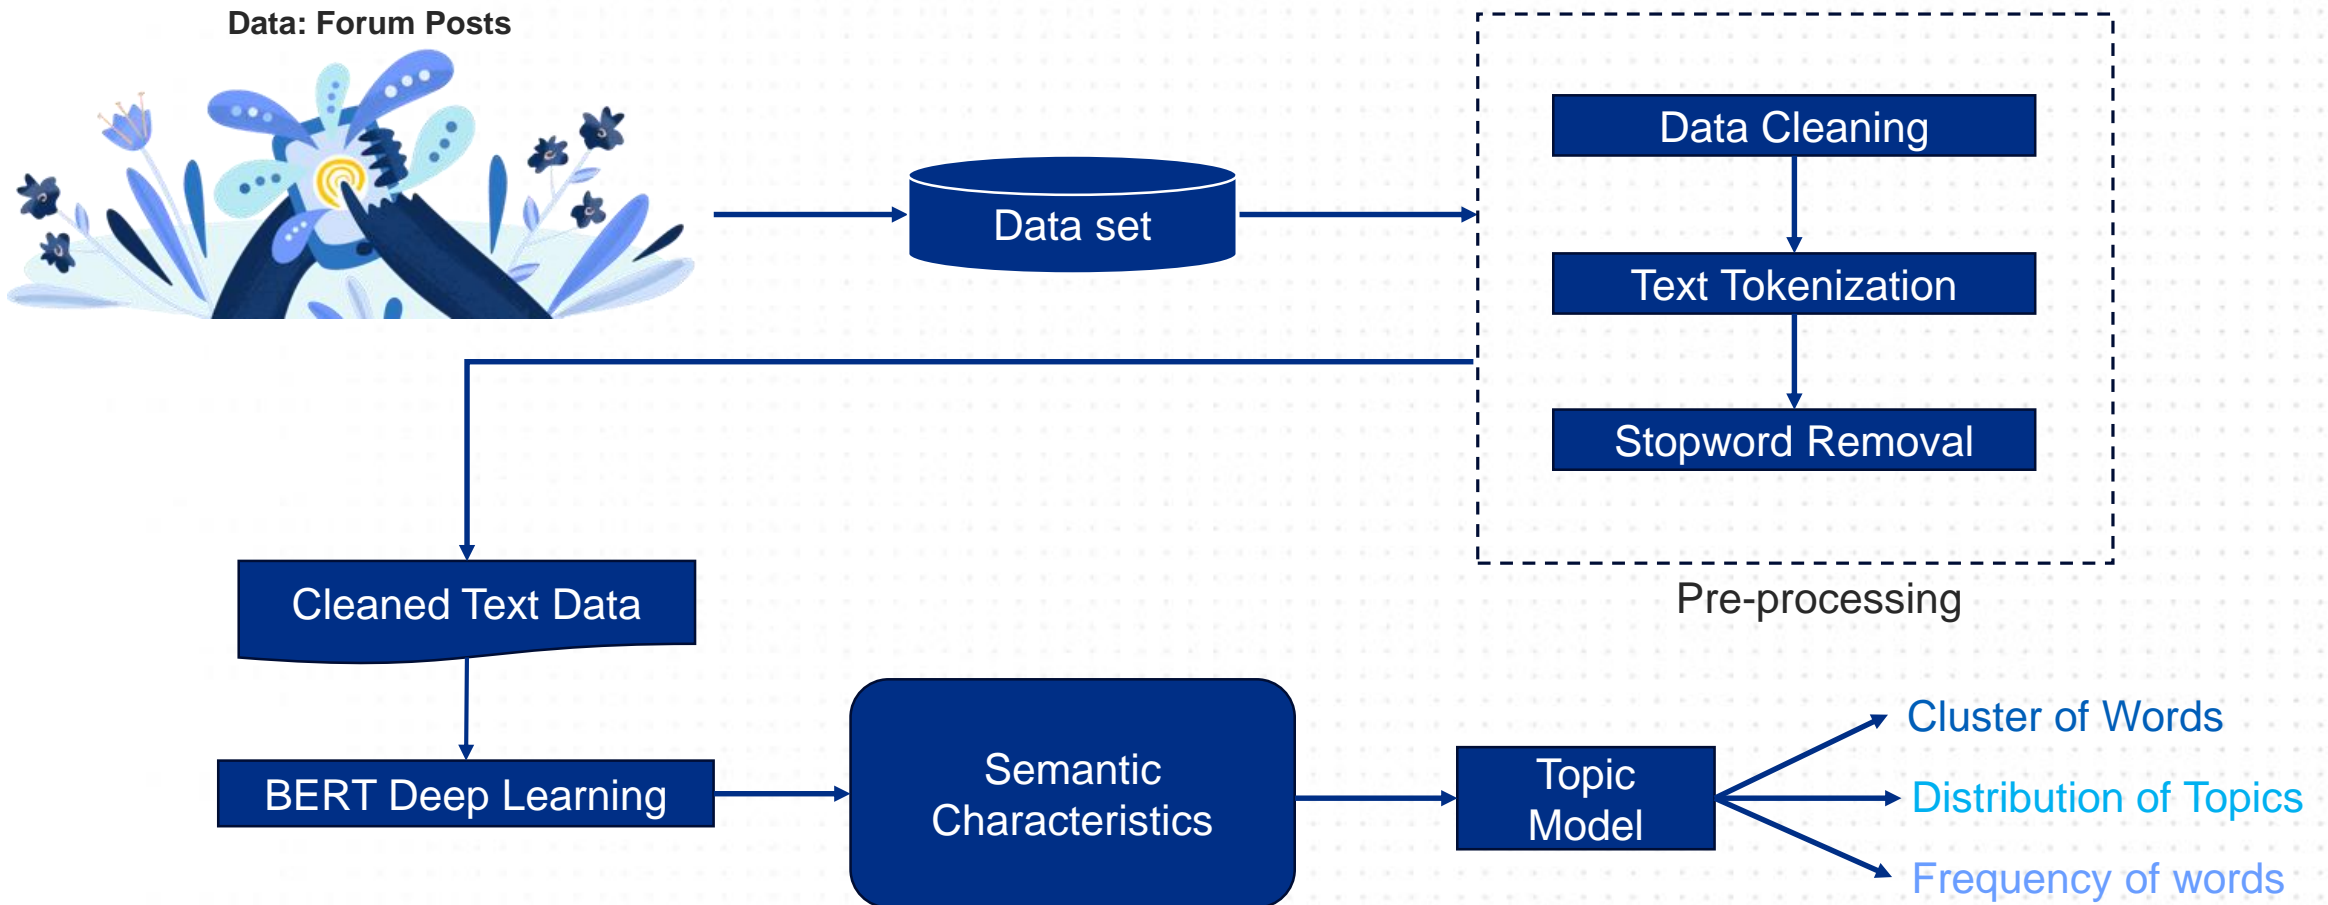 Data: Forum Posts
Data set
Data Cleaning
Text Tokenization
Stopword Removal
Pre-processing
Cleaned Text Data
BERT Deep Learning
Semantic
Characteristics
Topic
Model
Cluster of Words
Distribution of Topics
Frequency of words